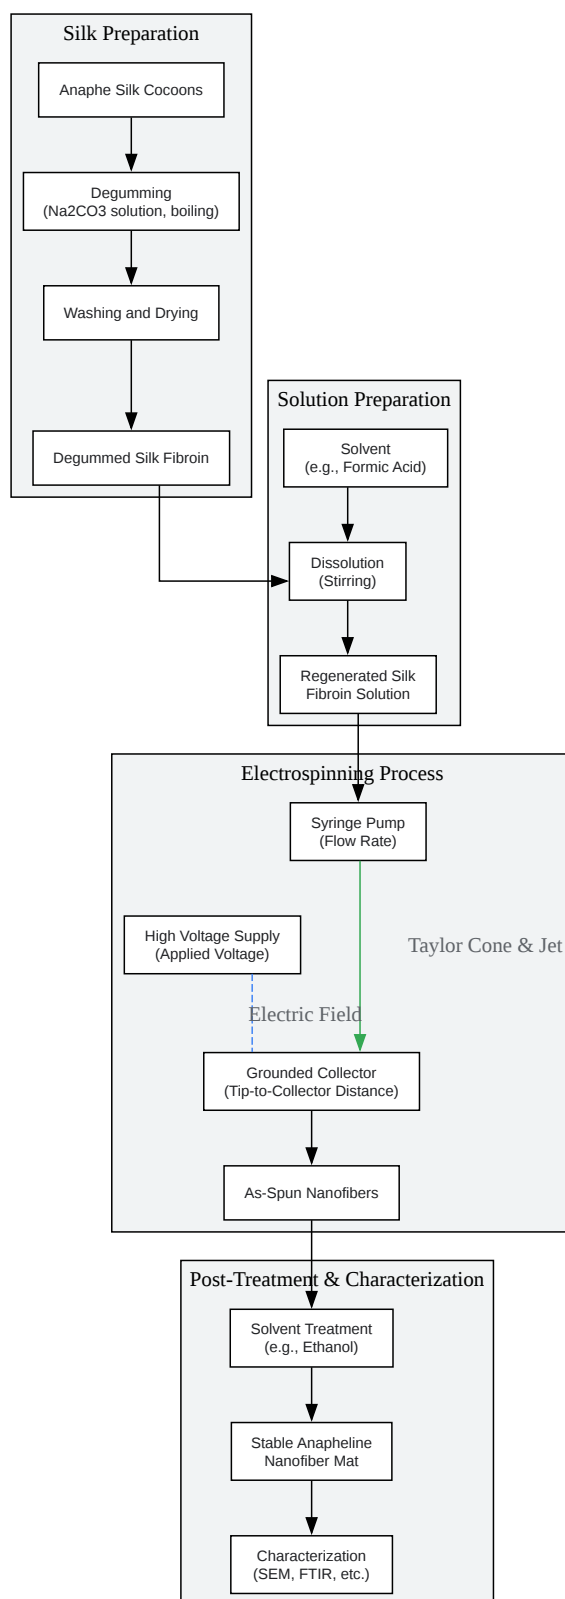 Silk Preparation
Anaphe Silk Cocoons
Degumming
(Na2CO3 solution, boiling)
Washing and Drying
Degummed Silk Fibroin
Solution Preparation
Solvent
(e.g., Formic Acid)
Dissolution
(Stirring)
Regenerated Silk
Fibroin Solution
Electrospinning Process
Syringe Pump
(Flow Rate)
High Voltage Supply
(Applied Voltage)
Taylor Cone & Jet
Electric Field
Grounded Collector
(Tip-to-Collector Distance)
As-Spun Nanofibers
Post-Treatment & Characterization
Solvent Treatment
(e.g., Ethanol)
Stable Anapheline
Nanofiber Mat
Characterization
(SEM, FTIR, etc.)